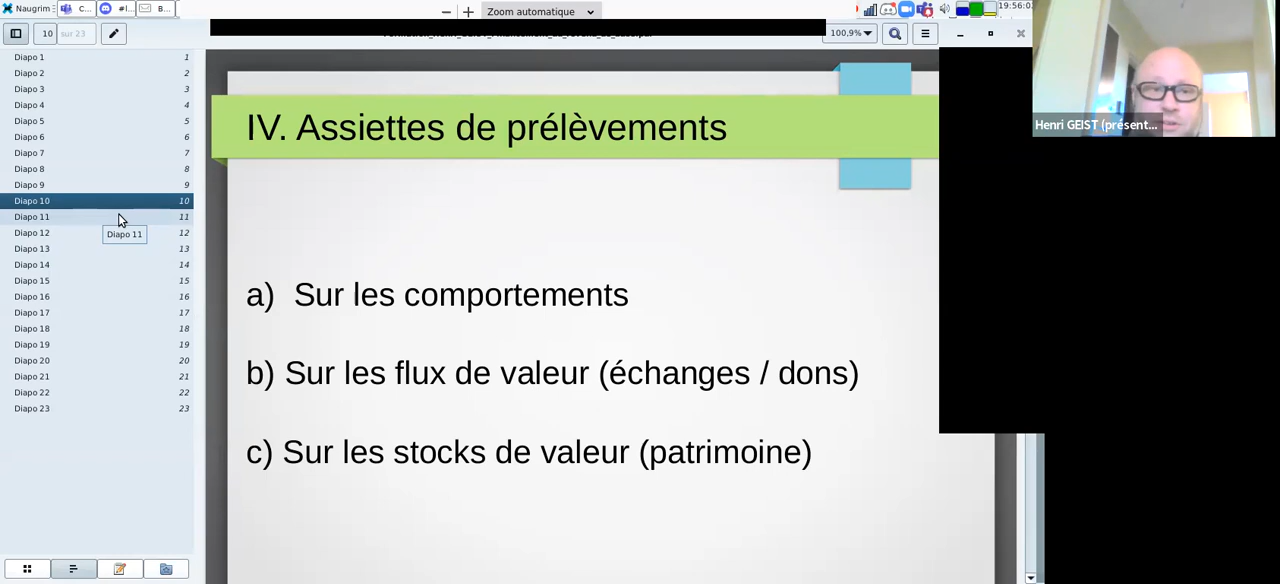 Naugrim
C...
#I...
B...
Zoom automatique
19:56:0
10
sur 23
100,9%
Henri GEIST (présent...
Diapo 1 1
Diapo 2 2
Diapo 3 3
Diapo 4 4
Diapo 5 5
Diapo 6 6
Diapo 7 7
Diapo 8 8
Diapo 9 9
Diapo 10 10
Diapo 11 11
Diapo 11
Diapo 12 12
Diapo 13 13
Diapo 14 14
Diapo 15 15
Diapo 16 16
Diapo 17 17
Diapo 18 18
Diapo 19 19
Diapo 20 20
Diapo 21 21
Diapo 22 22
Diapo 23 23
IV. Assiettes de prélèvements
a) Sur les comportements
b) Sur les flux de valeur (échanges / dons)
c) Sur les stocks de valeur (patrimoine)